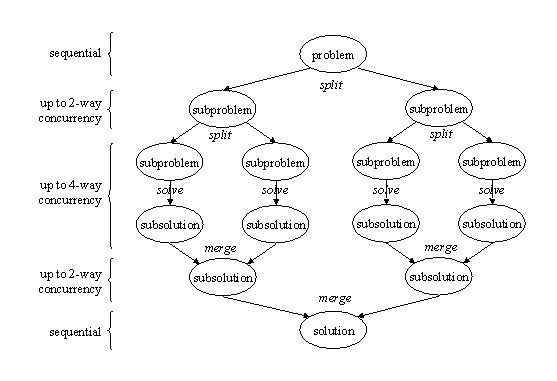 sequential
problem
split
up to 2-way
concurrency
subproblem
subproblem
split
split
up to 4-way
concurrency
subproblem
subproblem
subproblem
subproblem
solve
solve
solve
solve
subsolution
subsolution
subsolution
subsolution
merge
merge
up to 2-way
concurrency
subsolution
subsolution
merge
sequential
solution